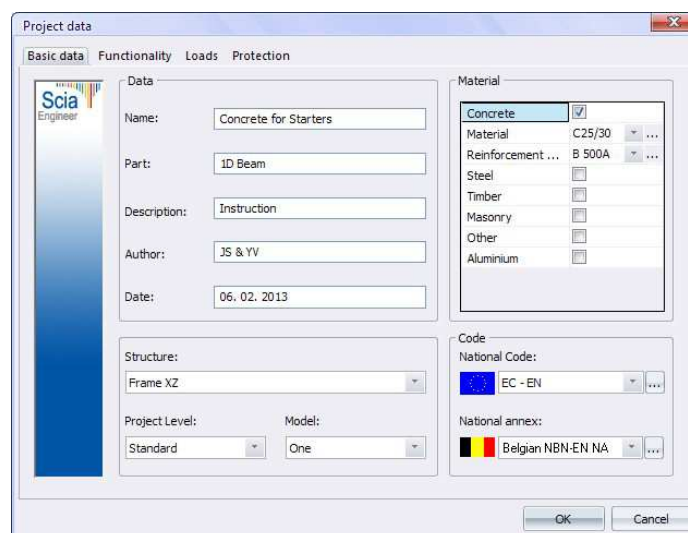 Project data
Basic data Functionality Loads Protection
Scia
Engineer
Data
Name: Concrete for Starters
Part: 1D Beam
Description: Instruction
Author: JS & YV
Date: 06. 02. 2013
Structure:
Frame XZ
Project Level: Model:
Standard One
Material
Concrete
Material C25/30 ...
Reinforcement ... B 500A ...
Steel
Timber
Masonry
Other
Aluminium
Code
National Code:
EC - EN ...
National annex:
Belgian NBN-EN NA ...
OK Cancel